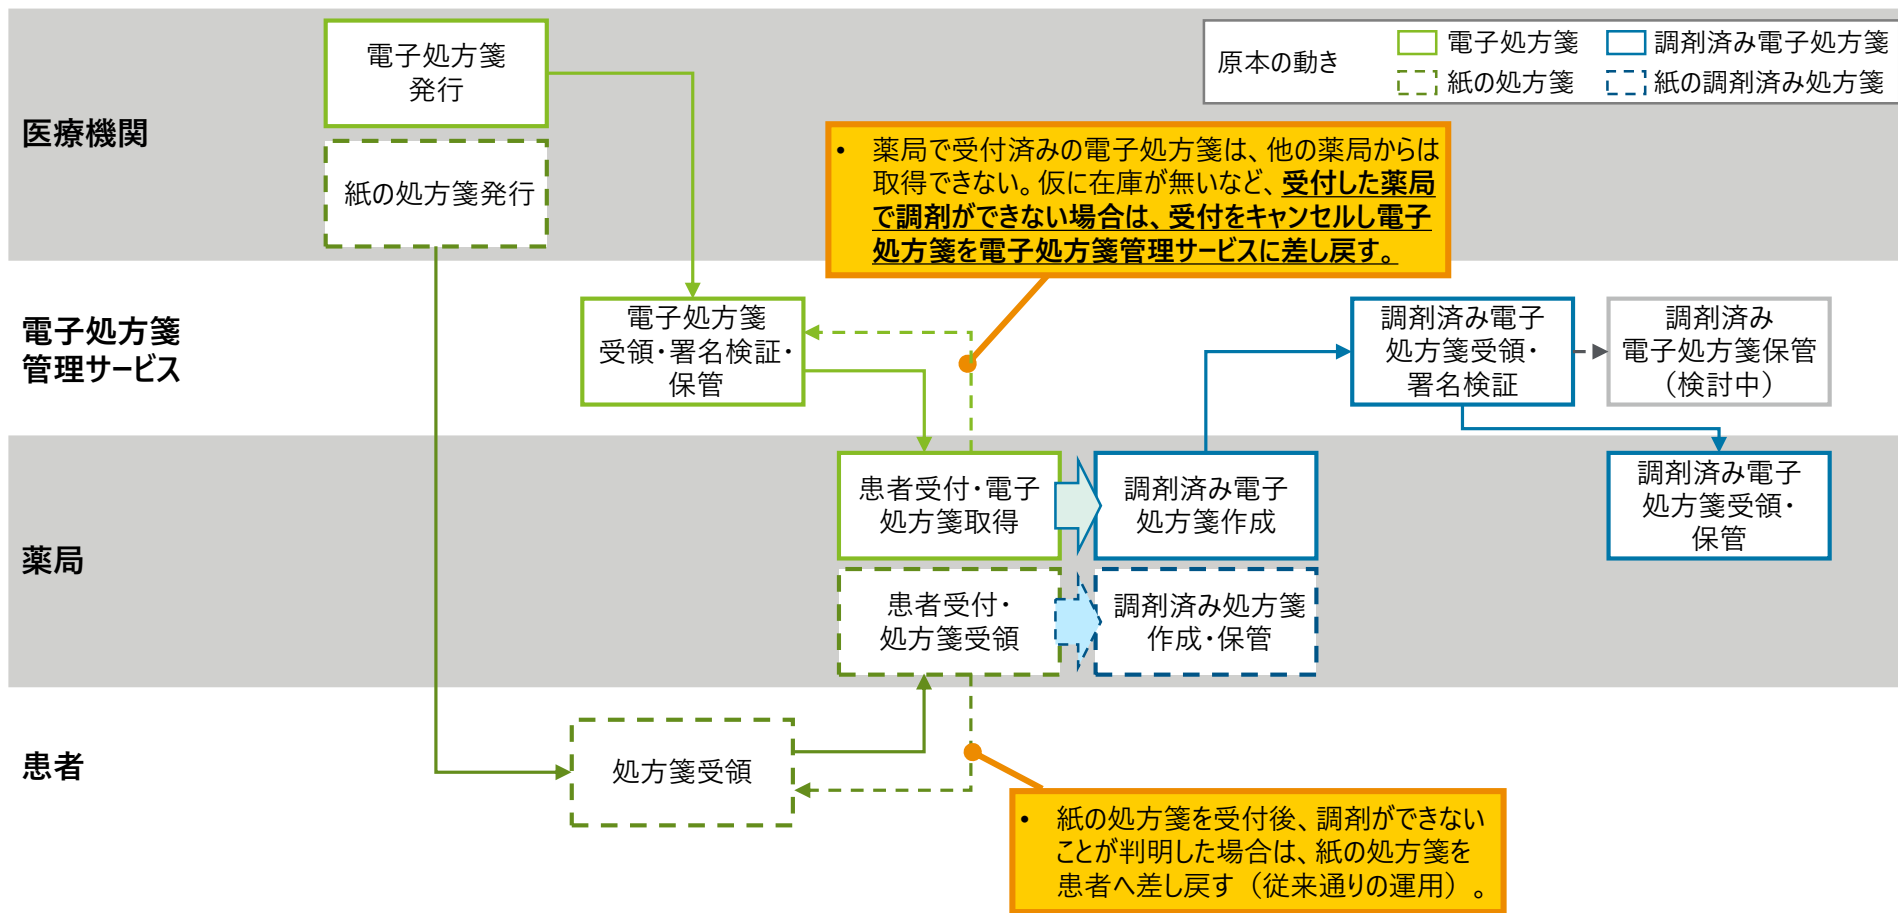 原本の動き
電子処方箋
調剤済み電子処方箋
紙の処方箋
紙の調剤済み処方箋
医療機関
電子処方箋
発行
紙の処方箋発行
• 薬局で受付済みの電子処方箋は、他の薬局からは
取得できない。仮に在庫が無いなど、受付した薬局
で調剤ができない場合は、受付をキャンセルし電子
処方箋を電子処方箋管理サービスに差し戻す。
電子処方箋
管理サービス
電子処方箋
受領・署名検証・
保管
調剤済み電子
処方箋受領・
署名検証
調剤済み
電子処方箋保管
（検討中）
薬局
患者受付・電子
処方箋取得
調剤済み電子
処方箋作成
調剤済み電子
処方箋受領・
保管
患者受付・
処方箋受領
調剤済み処方箋
作成・保管
患者
処方箋受領
• 紙の処方箋を受付後、調剤ができない
ことが判明した場合は、紙の処方箋を
患者へ差し戻す（従来通りの運用）。